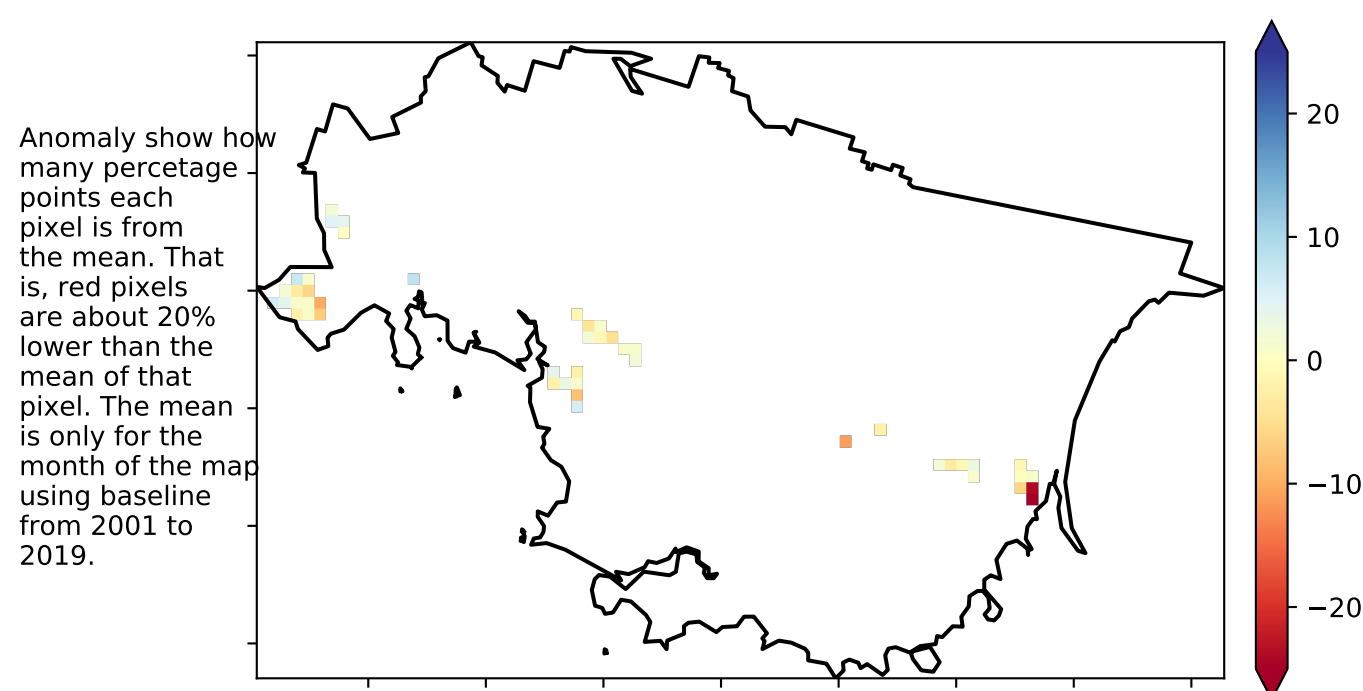 Anomaly show how
many percetage
points each
pixel is from
the mean. That
is, red pixels
are about 20%
lower than the
mean of that
pixel. The mean
is only for the
month of the map
using baseline
from 2001 to
2019.
20
10
0
−10
−20